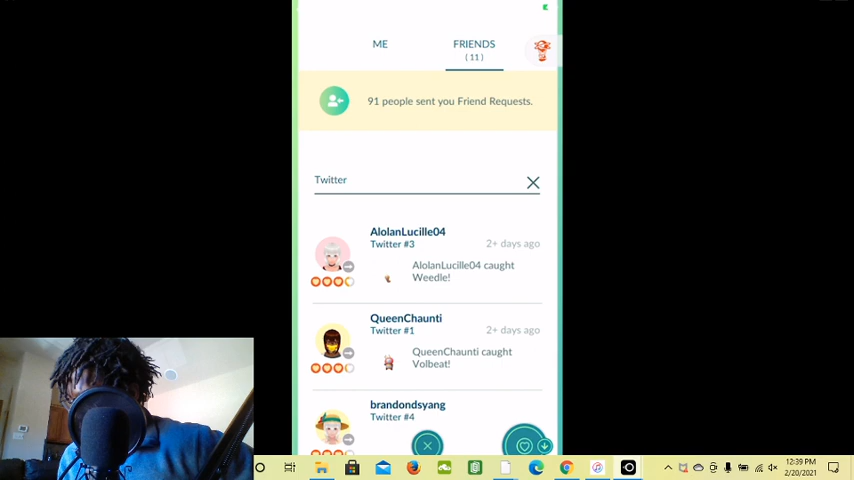 ME
FRIENDS
(11)
91 people sent you Friend Requests.
Twitter
AlolanLucille04
Twitter #3
2+ days ago
AlolanLucille04 caught
Weedle!
QueenChaunti
Twitter #1
2+ days ago
QueenChaunti caught
Volbeat!
brandondsyang
Twitter #4
12:39 PM
2/20/2021